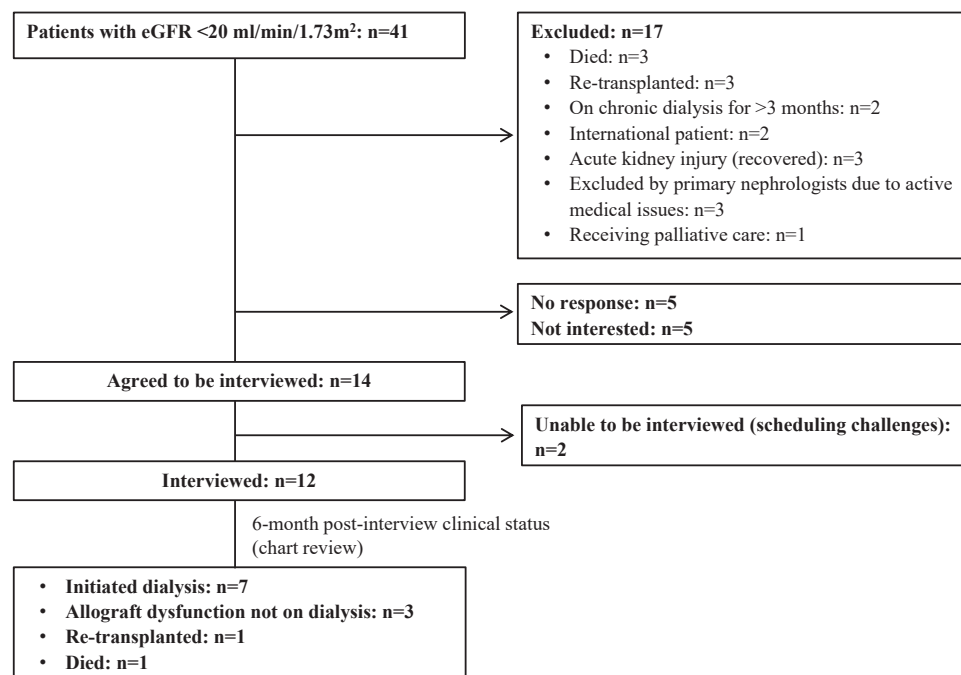 Patients with eGFR <20 ml/min/1.73m²: n=41
Excluded: n=17
• Died: n=3
• Re-transplanted: n=3
• On chronic dialysis for >3 months: n=2
• International patient: n=2
• Acute kidney injury (recovered): n=3
• Excluded by primary nephrologists due to active
medical issues: n=3
• Receiving palliative care: n=1
No response: n=5
Not interested: n=5
Agreed to be interviewed: n=14
Unable to be interviewed (scheduling challenges):
n=2
Interviewed: n=12
6-month post-interview clinical status
(chart review)
• Initiated dialysis: n=7
• Allograft dysfunction not on dialysis: n=3
• Re-transplanted: n=1
• Died: n=1